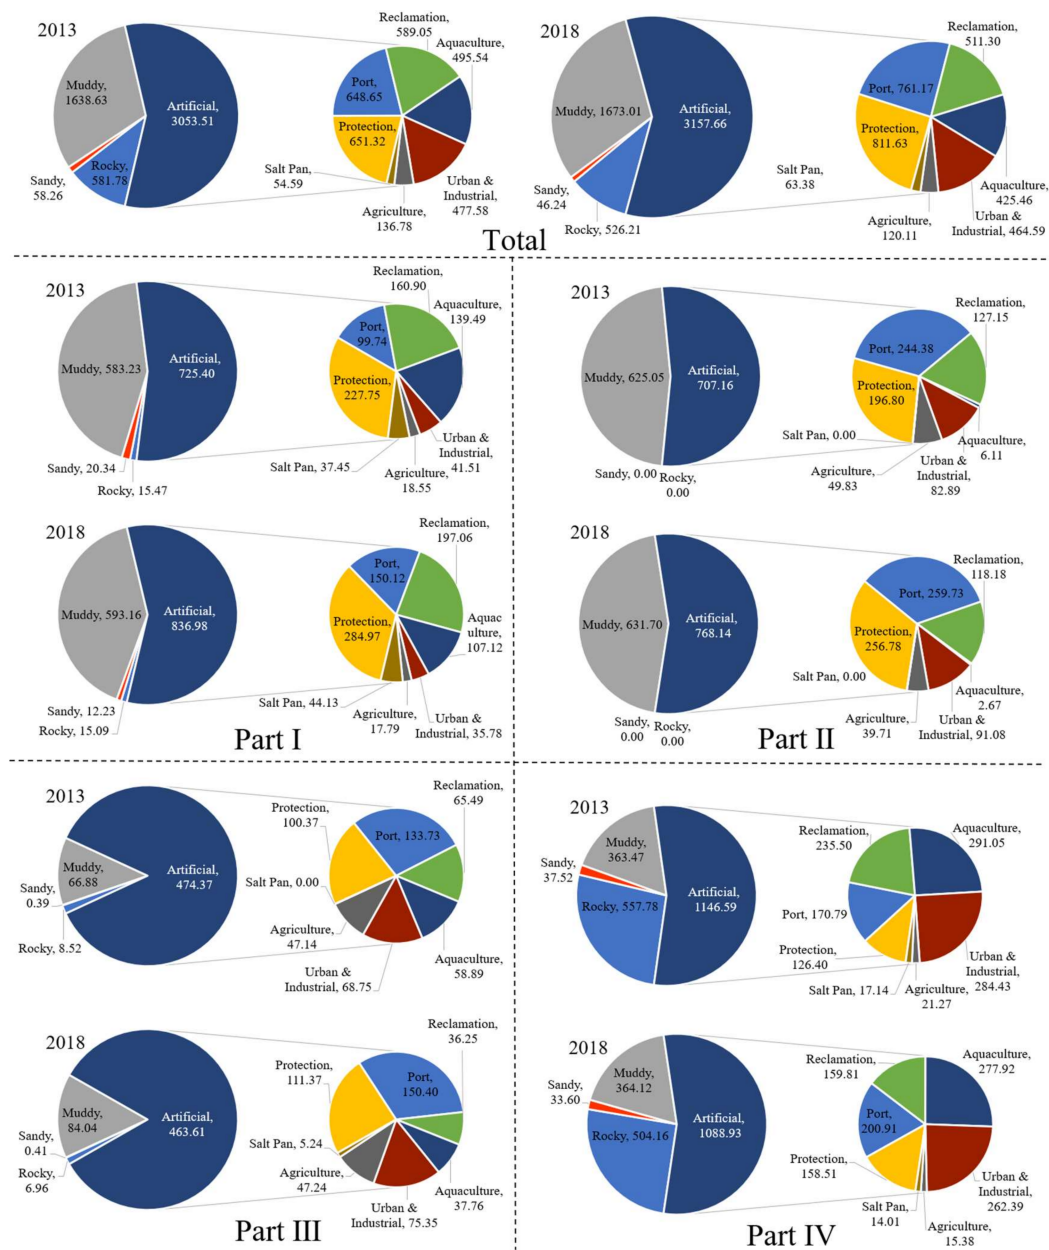 2013
Muddy,
1638.63
Artificial,
3053.51
Rocky,
581.78
Sandy,
58.26
Reclamation,
589.05
Aquaculture,
495.54
Port,
648.65
Protection,
651.32
Salt Pan,
54.59
Agriculture,
136.78
Urban &
Industrial,
477.58
2018
Muddy, 1673.01
Artificial,
3157.66
Sandy,
46.24
Rocky, 526.21
Reclamation,
511.30
Port, 761.17
Protection,
811.63
Salt Pan,
63.38
Agriculture,
120.11
Aquaculture,
425.46
Urban &
Industrial, 464.59
Total
2013
Muddy, 583.23
Artificial,
725.40
Sandy, 20.34
Rocky, 15.47
Reclamation,
160.90
Aquaculture,
139.49
Port,
99.74
Protection,
227.75
Salt Pan, 37.45
Agriculture,
18.55
Urban &
Industrial,
41.51
2018
Muddy, 593.16
Artificial,
836.98
Sandy, 12.23
Rocky, 15.09
Reclamation,
197.06
Port,
150.12
Protection,
284.97
Aquac
ulture,
107.12
Salt Pan, 44.13
Agriculture,
17.79
Urban &
Industrial, 35.78
Part I
2013
Muddy, 625.05
Artificial,
707.16
Sandy, 0.00
Rocky,
0.00
Reclamation,
127.15
Port, 244.38
Protection,
196.80
Salt Pan, 0.00
Agriculture,
49.83
Urban &
Industrial,
82.89
Aquaculture,
6.11
2018
Muddy, 631.70
Artificial,
768.14
Sandy,
0.00
Rocky,
0.00
Reclamation,
118.18
Port, 259.73
Protection,
256.78
Salt Pan, 0.00
Agriculture,
39.71
Aquaculture,
2.67
Urban &
Industrial, 91.08
Part II
2013
Muddy,
66.88
Artificial,
474.37
Sandy,
0.39
Rocky, 8.52
Protection,
100.37
Port, 133.73
Reclamation,
65.49
Salt Pan, 0.00
Agriculture,
47.14
Urban &
Industrial, 68.75
Aquaculture,
58.89
2018
Muddy,
84.04
Artificial,
463.61
Sandy,
0.41
Rocky,
6.96
Protection,
111.37
Port,
150.40
Reclamation,
36.25
Salt Pan, 5.24
Agriculture,
47.24
Urban &
Industrial, 75.35
Aquaculture,
37.76
Part III
2013
Muddy,
363.47
Artificial,
1146.59
Sandy,
37.52
Rocky, 557.78
Reclamation,
235.50
Aquaculture,
291.05
Port, 170.79
Protection,
126.40
Salt Pan, 17.14
Agriculture,
21.27
Urban &
Industrial,
284.43
2018
Muddy,
364.12
Artificial,
1088.93
Sandy,
33.60
Rocky, 504.16
Reclamation,
159.81
Aquaculture,
277.92
Port,
200.91
Protection,
158.51
Salt Pan,
14.01
Agriculture,
15.38
Urban &
Industrial,
262.39
Part IV